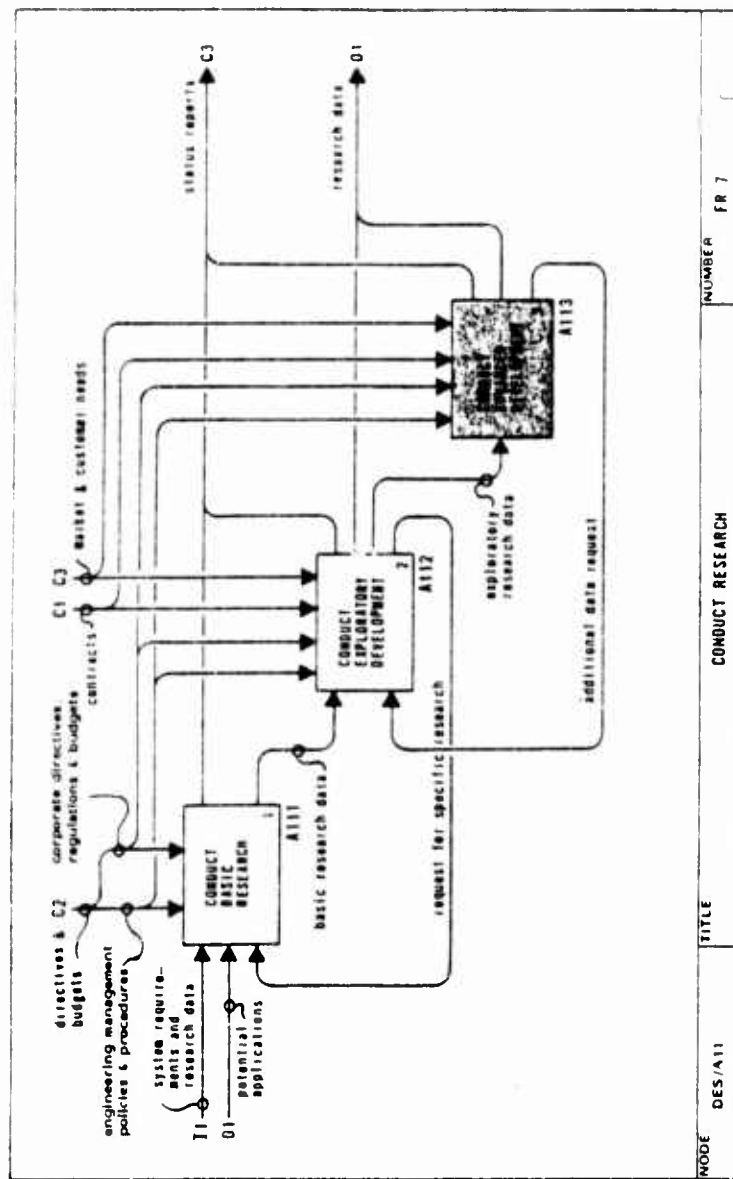 directives &
budgets
C2
corporate directives
regulations & budgets
engineering management
policies & procedures
C1
contracts
C3
market & customer needs
system require-
ments and
research data
potential
applications
CONDUCT
BASIC
RESEARCH
1
A111
basic research data
request for specific research
CONDUCT
EXPLORATORY
DEVELOPMENT
2
A112
exploratory
research data
additional data request
CONDUCT
DEVELOPMENT
A113
status reports
C3
research data
O1
NODE
DES/A11
TITLE
CONDUCT RESEARCH
NUMBER
FR 7